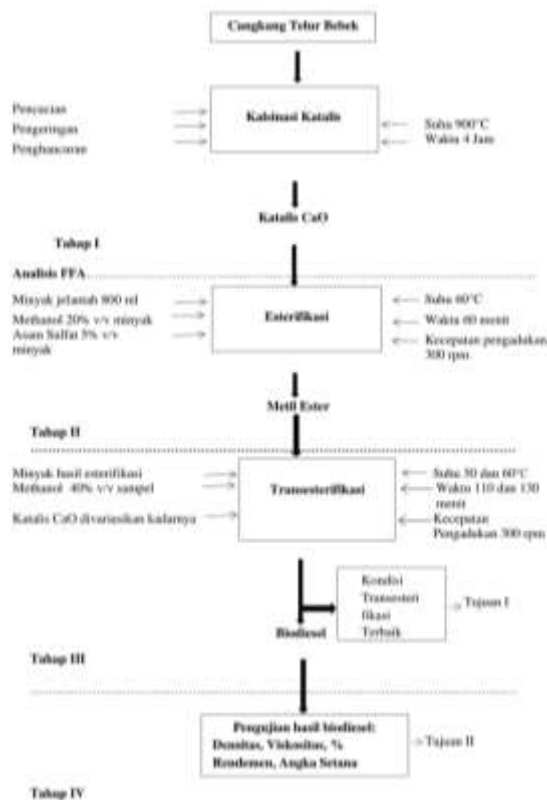 Cangkang Telur Bebek
Pencucian
Pengeringan
Penghancuran
Kalsinasi Katalis
Suhu 900°C
Waktu 4 Jam
Katalis CaO
Tahap I
Analisis FFA
Minyak jelantah 800 ml
Methanol 20% v/v minyak
Asam Sulfat 5% v/v
minyak
Esterifikasi
Suhu 60°C
Waktu 60 menit
Kecepatan pengadukan
300 rpm
Metil Ester
Tahap II
Minyak hasil esterifikasi
Methanol 40% v/v sampel
Katalis CaO divariasikan kadarnya
Transesterifikasi
Suhu 50 dan 60°C
Waktu 110 dan 130
menit
Kecepatan
Pengadukan 300 rpm
Kondisi
Transesteri
fikasi
Terbaik
Tujuan I
Biodiesel
Tahap III
Pengujian hasil biodiesel:
Densitas, Viskositas, %
Rendemen, Angka Setana
Tujuan II
Tahap IV